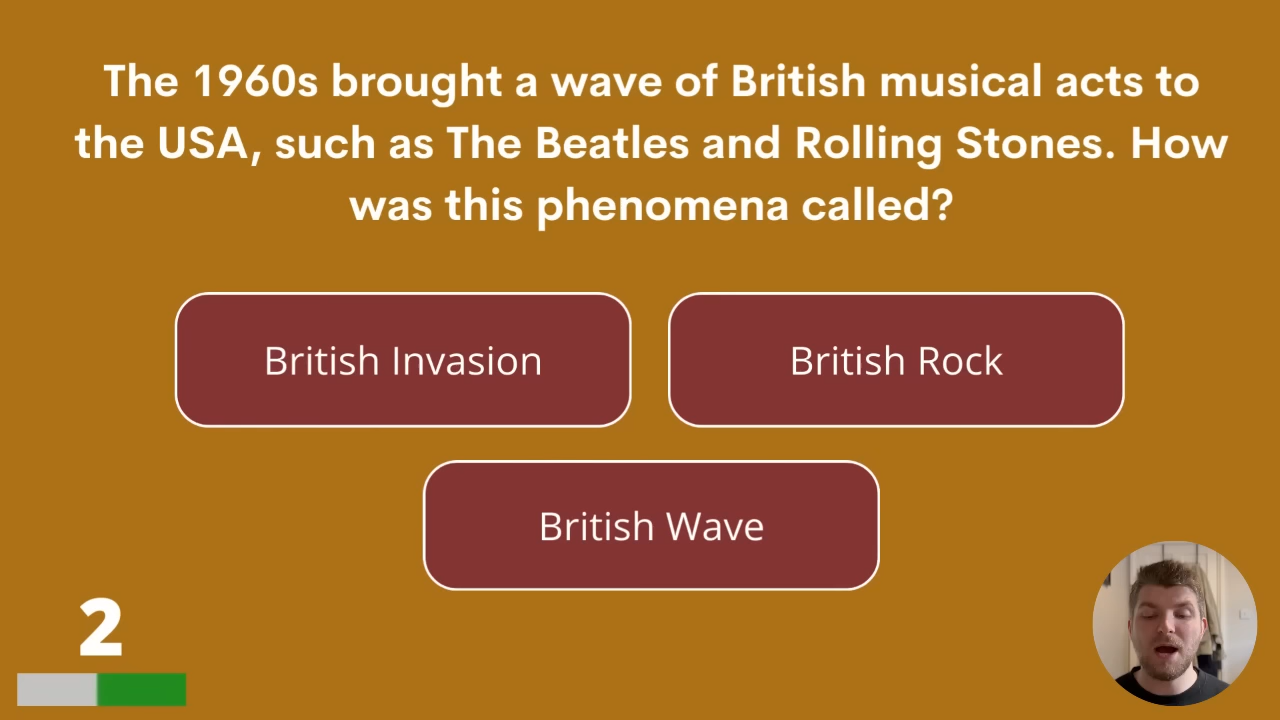 The 1960s brought a wave of British musical acts to
the USA, such as The Beatles and Rolling Stones. How
was this phenomena called?
British Invasion
British Rock
British Wave
2